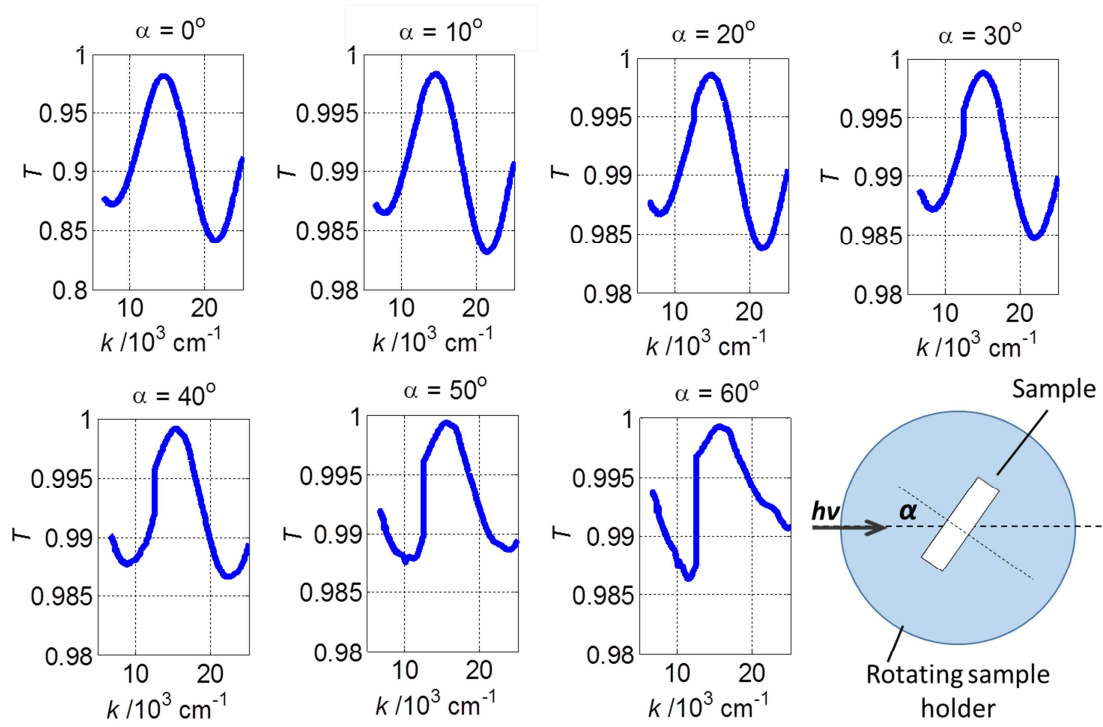 α = 0°
1
0.95
0.9
0.85
0.8
T
10 20
k /10³ cm⁻¹
α = 10°
1
0.995
0.99
0.985
0.98
T
10 20
k /10³ cm⁻¹
α = 20°
1
0.995
0.99
0.985
0.98
T
10 20
k /10³ cm⁻¹
α = 30°
1
0.995
0.99
0.985
0.98
T
10 20
k /10³ cm⁻¹
α = 40°
1
0.995
0.99
0.985
0.98
T
10 20
k /10³ cm⁻¹
α = 50°
1
0.995
0.99
0.985
0.98
T
10 20
k /10³ cm⁻¹
α = 60°
1
0.995
0.99
0.985
0.98
T
10 20
k /10³ cm⁻¹
Sample
hν
α
Rotating sample
holder